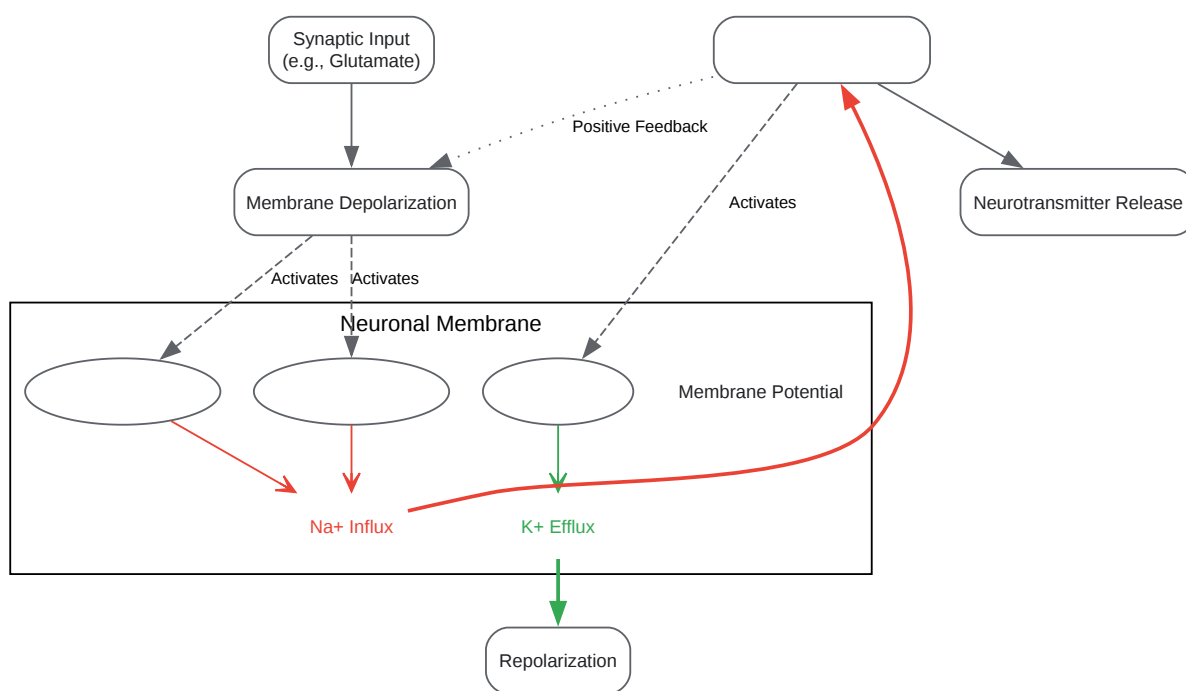 Synaptic Input
(e.g., Glutamate)
Positive Feedback
Membrane Depolarization
Activates
Neurotransmitter Release
Activates
Activates
Neuronal Membrane
Membrane Potential
Na+ Influx
K+ Efflux
Repolarization